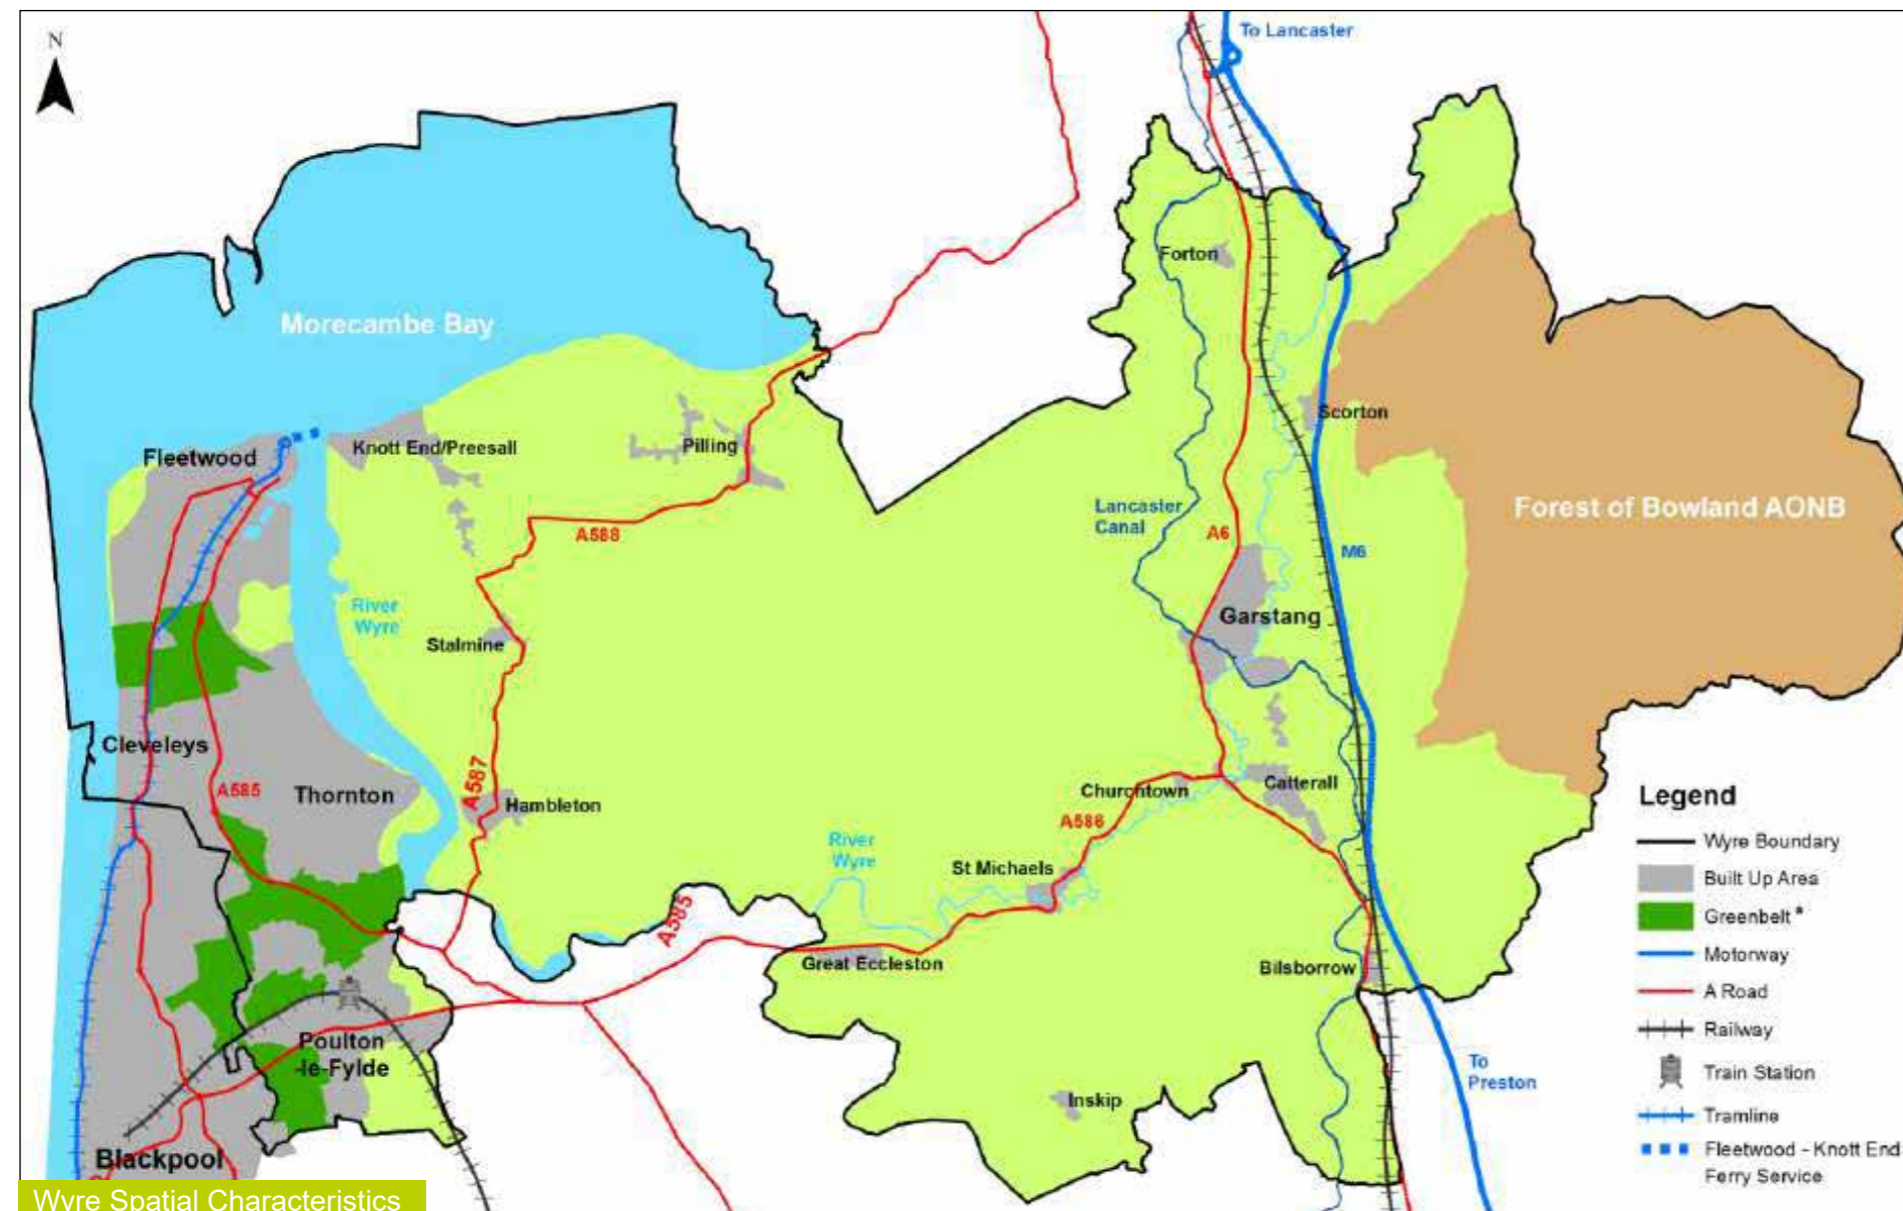 N
To Lancaster
Morecambe Bay
Forton
Scorton
Fleetwood
Knott End/Preesall
Pilling
Lancaster
Canal
A6
M6
Forest of Bowland AONB
A588
River
Wyre
Stalmine
Garstang
Cleveleys
A585
Thornton
A587
Hambleton
Churchtown
Catterall
A586
River
Wyre
St Michaels
A585
Great Eccleston
Bilsborrow
Poulton
-le-Fylde
Inskip
To
Preston
Blackpool
Legend
Wyre Boundary
Built Up Area
Greenbelt *
Motorway
A Road
Railway
Train Station
Tramline
Fleetwood - Knott End
Ferry Service
Wyre Spatial Characteristics